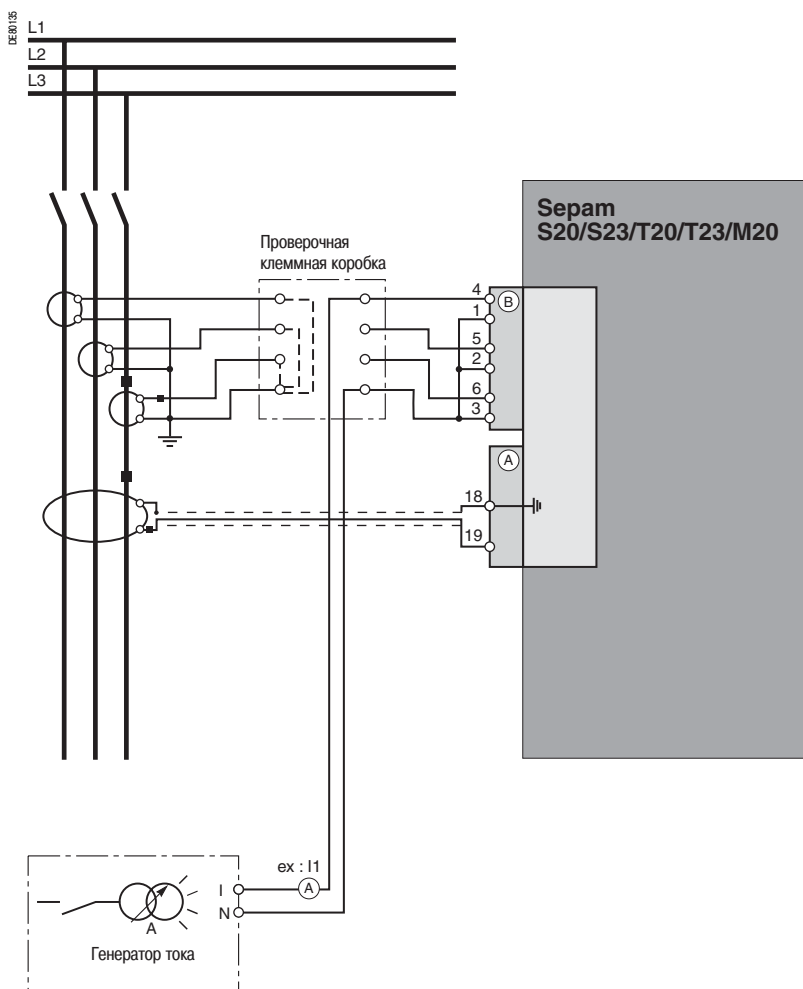 DE80135
L1
L2
L3
Sepam
S20/S23/T20/T23/M20
Проверочная
клеммная коробка
4
B
1
5
2
6
3
A
18
19
ex : I1
I
A
N
A
Генератор тока